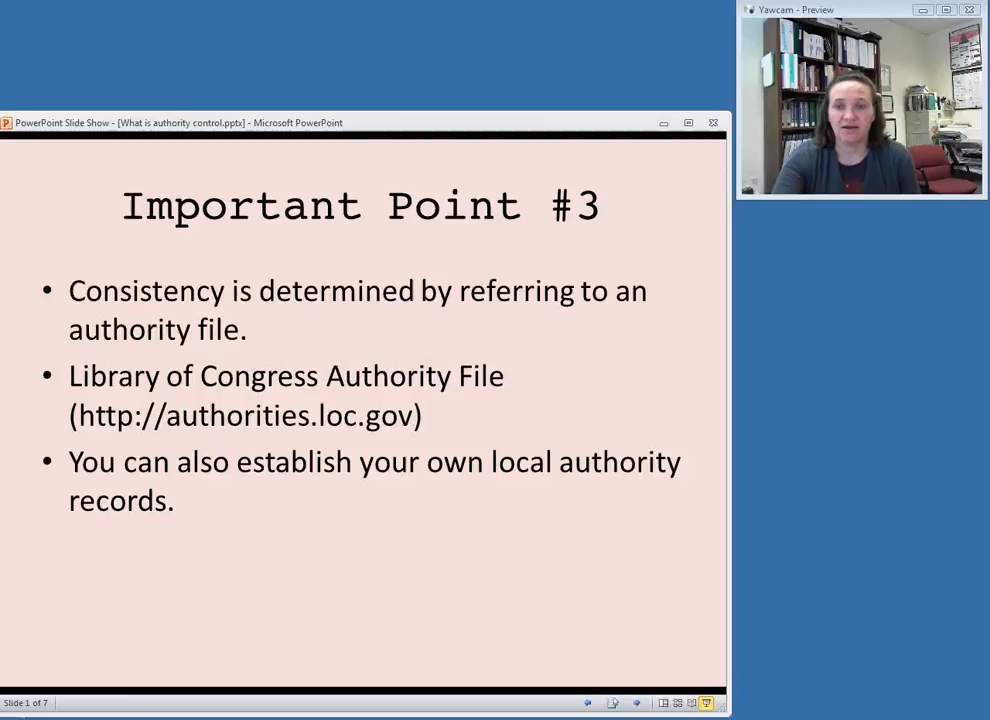 Yawcam - Preview
PowerPoint Slide Show - [What is authority control.pptx] - Microsoft PowerPoint
Important Point #3
• Consistency is determined by referring to an
authority file.
• Library of Congress Authority File
(http://authorities.loc.gov)
• You can also establish your own local authority
records.
Slide 1 of 7